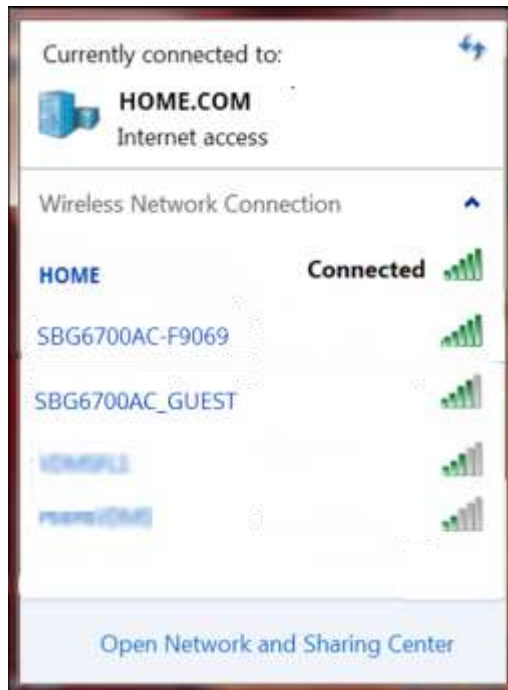 Currently connected to:
HOME.COM
Internet access
Wireless Network Connection
HOME Connected
SBG6700AC-F9069
SBG6700AC_GUEST
Open Network and Sharing Center